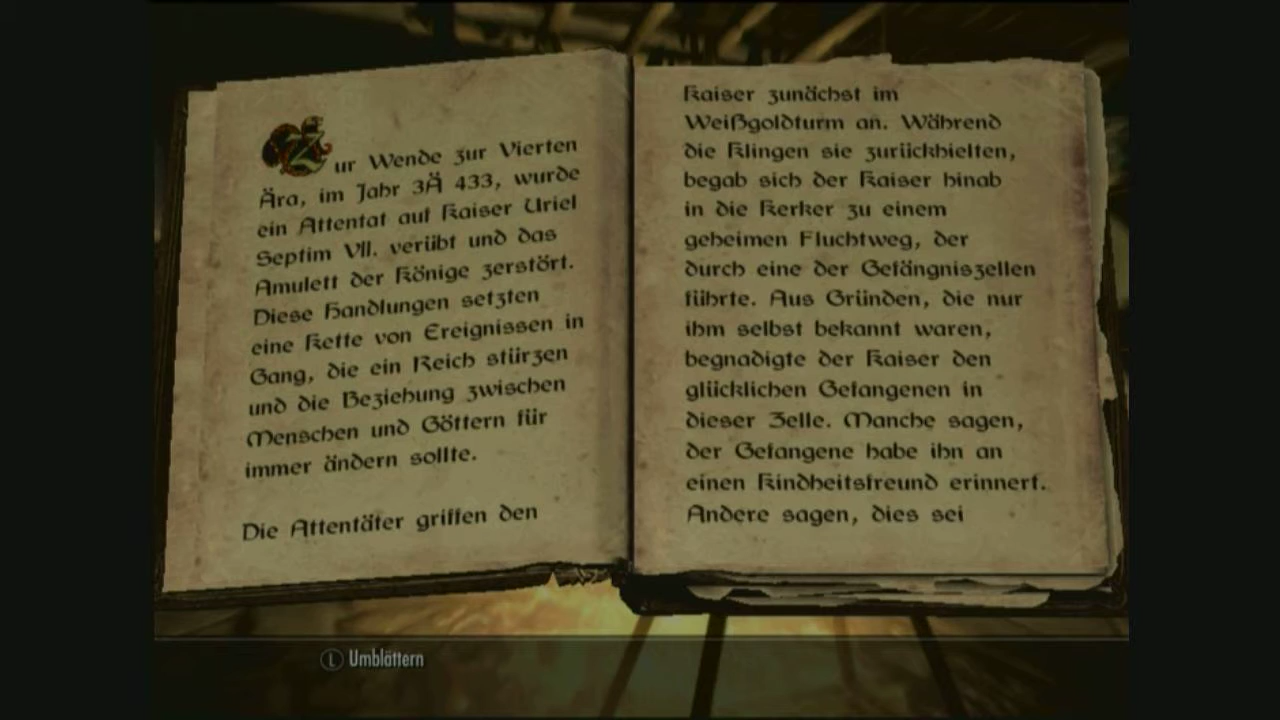 Zur Wende zur Vierten
Ära, im Jahr 3Ä 433, wurde
ein Attentat auf Kaiser Uriel
Septim VII. verübt und das
Amulett der Könige zerstört.
Diese Handlungen setzten
eine Kette von Ereignissen in
Gang, die ein Reich stürzen
und die Beziehung zwischen
Menschen und Göttern für
immer ändern sollte.
Die Attentäter griffen den
Kaiser zunächst im
Weißgoldturm an. Während
die Klingen sie zurückhielten,
begab sich der Kaiser hinab
in die Kerker zu einem
geheimen Fluchtweg, der
durch eine der Gefängniszellen
führte. Aus Gründen, die nur
ihm selbst bekannt waren,
begnadigte der Kaiser den
glücklichen Gefangenen in
dieser Zelle. Manche sagen,
der Gefangene habe ihn an
einen Kindheitsfreund erinnert.
Andere sagen, dies sei
L Umblättern